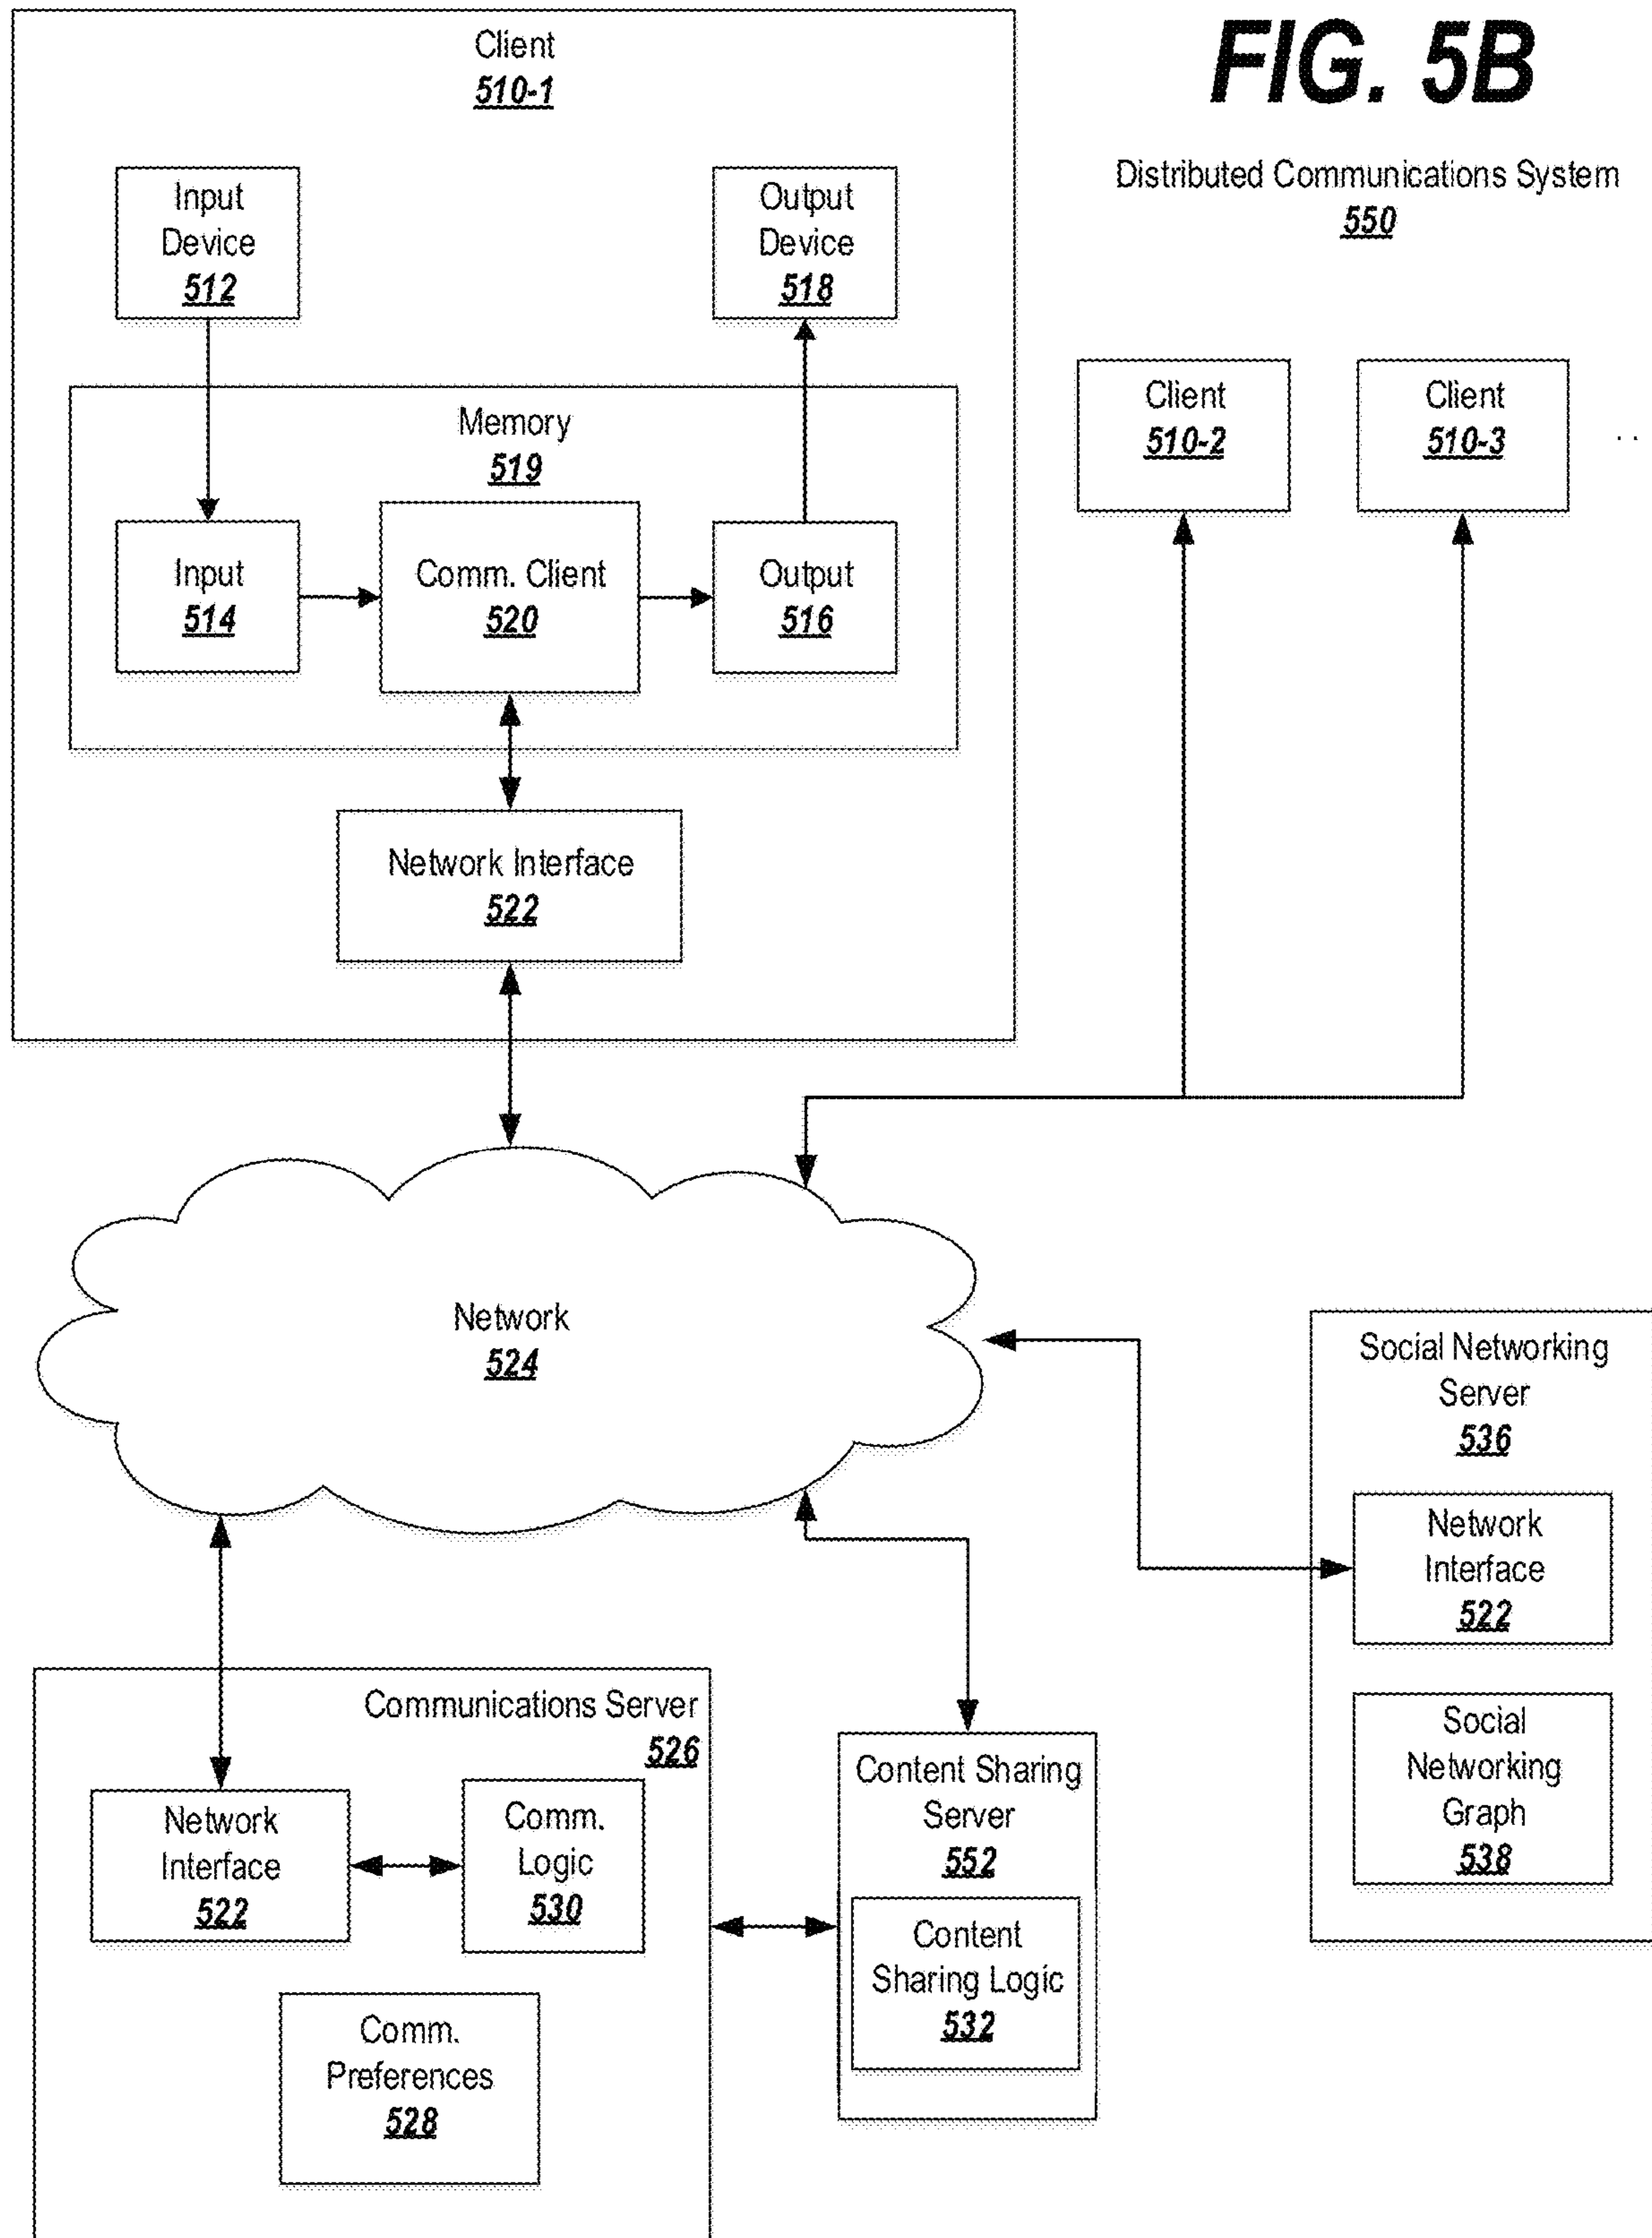 FIG. 5B
Distributed Communications System
550
Client
510-1
Input
Device
512
Output
Device
518
Memory
519
Input
514
Comm. Client
520
Output
516
Network Interface
522
Client
510-2
Client
510-3
. .
Network
524
Social Networking
Server
536
Network
Interface
522
Social
Networking
Graph
538
Communications Server
526
Network
Interface
522
Comm.
Logic
530
Comm.
Preferences
528
Content Sharing
Server
552
Content
Sharing Logic
532